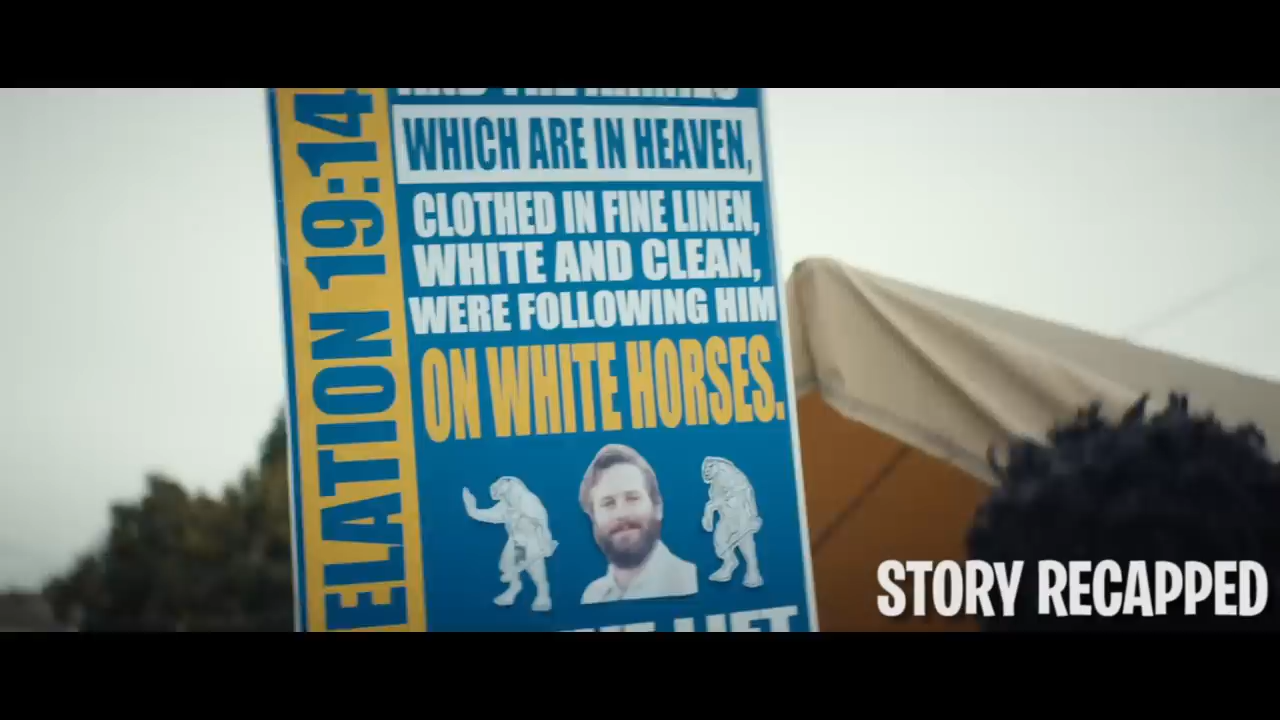 ELATION 19:14
WHICH ARE IN HEAVEN,
CLOTHED IN FINE LINEN,
WHITE AND CLEAN,
WERE FOLLOWING HIM
ON WHITE HORSES.
STORY RECAPPED